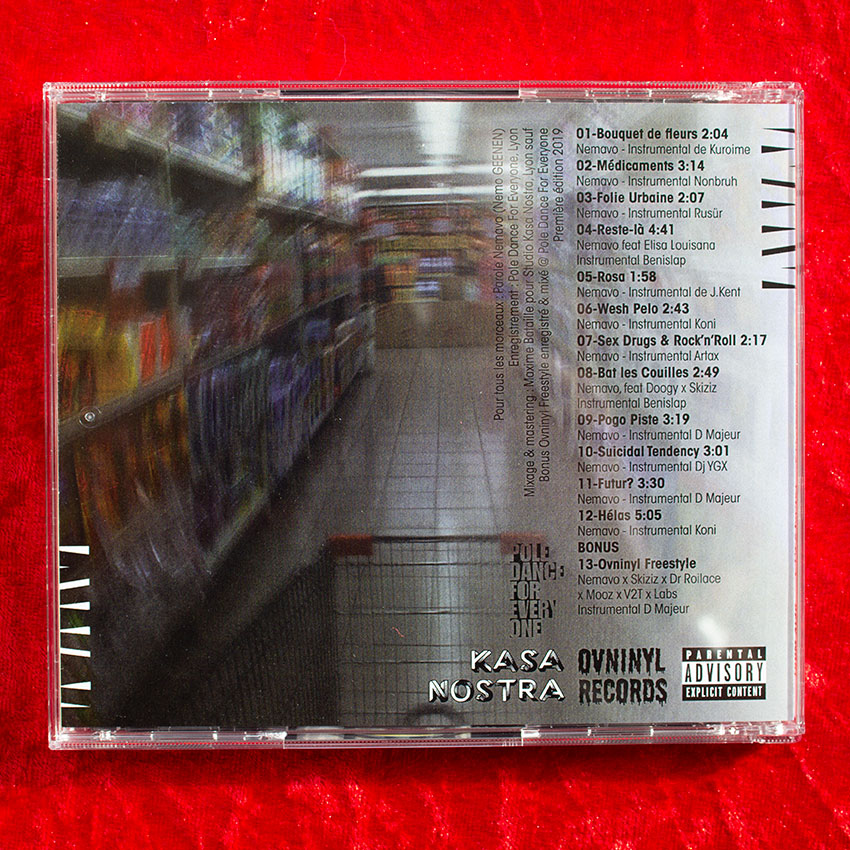 01-Bouquet de fleurs 2:04
Nemavo - Instrumental de Kuroime
02-Médicaments 3:14
Nemavo - Instrumental Nonbruh
03-Folie Urbaine 2:07
Nemavo - Instrumental Rusür
04-Reste-là 4:41
Nemavo feat Elisa Louisana
Instrumental Benislap
05-Rosa 1:58
Nemavo - Instrumental de J.Kent
06-Wesh Pelo 2:43
Nemavo - Instrumental Koni
07-Sex Drugs & Rock'n'Roll 2:17
Nemavo - Instrumental Artax
08-Bat les Couilles 2:49
Nemavo, feat Doogy x Skiziz
Instrumental Benislap
09-Pogo Piste 3:19
Nemavo - Instrumental D Majeur
10-Suicidal Tendency 3:01
Nemavo - Instrumental Dj YGX
11-Futur? 3:30
Nemavo - Instrumental D Majeur
12-Hélas 5:05
Nemavo - Instrumental Koni
BONUS
13-Ovninyl Freestyle
Nemavo x Skiziz x Dr Roilace
x Mooz x V2T x Labs
Instrumental D Majeur
Pour tous les morceaux : Parole Nemavo (Nemo GEENEN)
Enregistrement : Pole Dance For Everyone, Lyon
Mixage & mastering : Maxime Bataille pour Studio Kasa Nostra, Lyon sauf
Bonus Ovninyl Freestyle enregistré & mixé @ Pole Dance For Everyone
Première édition 2019
POLE
DANCE
FOR
EVERY
ONE
KASA
NOSTRA
OVNINYL
RECORDS
PARENTAL
ADVISORY
EXPLICIT CONTENT